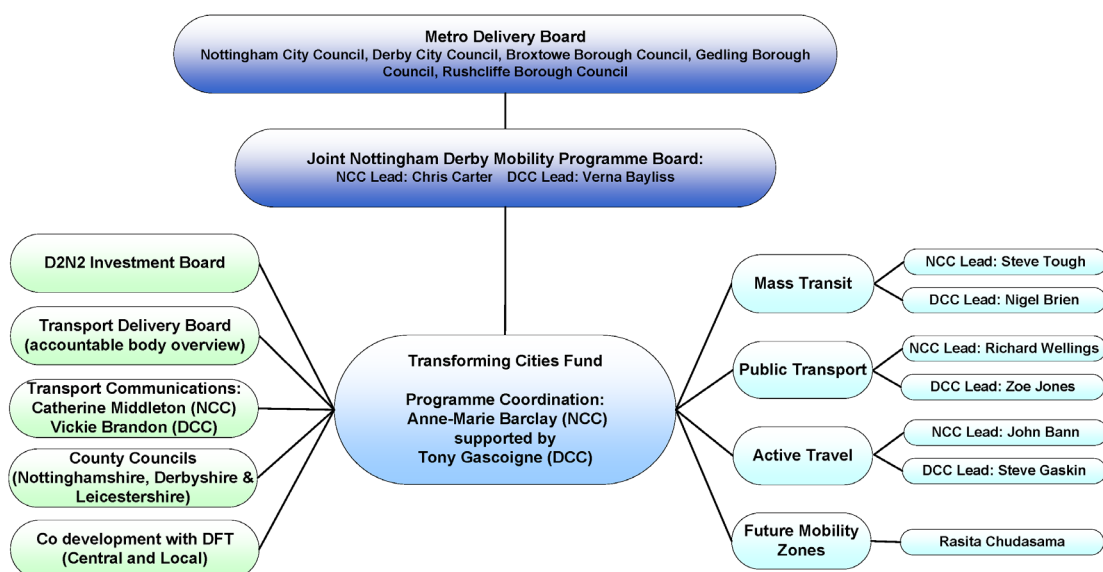 Metro Delivery Board
Nottingham City Council, Derby City Council, Broxtowe Borough Council, Gedling Borough
Council, Rushcliffe Borough Council
Joint Nottingham Derby Mobility Programme Board:
NCC Lead: Chris Carter DCC Lead: Verna Bayliss
D2N2 Investment Board
Transport Delivery Board
(accountable body overview)
Transport Communications:
Catherine Middleton (NCC)
Vickie Brandon (DCC)
County Councils
(Nottinghamshire, Derbyshire &
Leicestershire)
Co development with DFT
(Central and Local)
Transforming Cities Fund
Programme Coordination:
Anne-Marie Barclay (NCC)
supported by
Tony Gascoigne (DCC)
Mass Transit
NCC Lead: Steve Tough
DCC Lead: Nigel Brien
Public Transport
NCC Lead: Richard Wellings
DCC Lead: Zoe Jones
Active Travel
NCC Lead: John Bann
DCC Lead: Steve Gaskin
Future Mobility
Zones
Rasita Chudasama